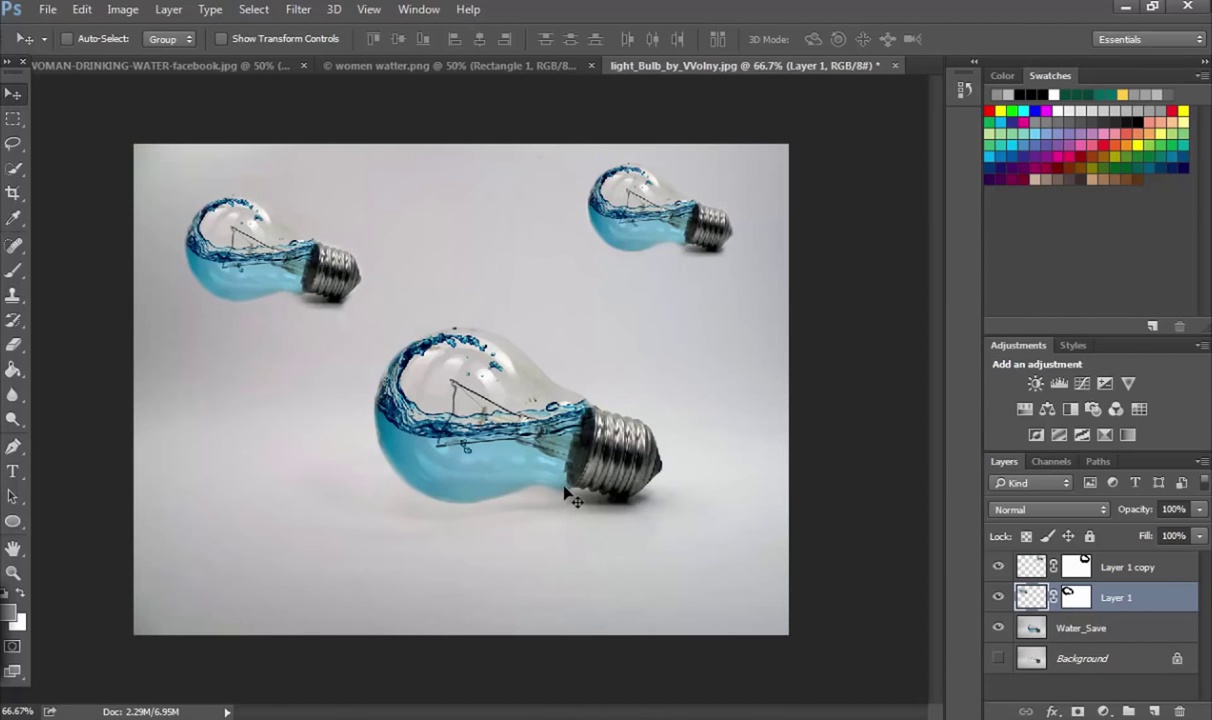 Ps File Edit Image Layer Type Select Filter 3D View Window Help
Auto-Select: Group Show Transform Controls 3D Mode: Essentials
WOMAN-DRINKING-WATER-facebook.jpg @ 50% (... × © women watter.png @ 50% (Rectangle 1, RGB/8... × light_Bulb_by_VVolny.jpg @ 66.7% (Layer 1, RGB/8#) * ×
Color Swatches
Adjustments Styles
Add an adjustment
Layers Channels Paths
Kind
Normal Opacity: 100%
Lock: Fill: 100%
Layer 1 copy
Layer 1
Water_Save
Background
66.67% Doc: 2.29M/6.95M